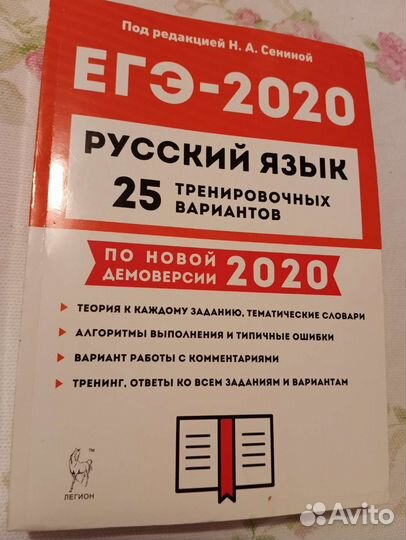 Под редакцией Н. А. Сениной
ЕГЭ-2020
РУССКИЙ ЯЗЫК
25 ТРЕНИРОВОЧНЫХ
ВАРИАНТОВ
ПО НОВОЙ
ДЕМОВЕРСИИ 2020
ТЕОРИЯ К КАЖДОМУ ЗАДАНИЮ, ТЕМАТИЧЕСКИЕ СЛОВАРИ
АЛГОРИТМЫ ВЫПОЛНЕНИЯ И ТИПИЧНЫЕ ОШИБКИ
ВАРИАНТ РАБОТЫ С КОММЕНТАРИЯМИ
ТРЕНИНГ, ОТВЕТЫ КО ВСЕМ ЗАДАНИЯМ И ВАРИАНТАМ
TM
ЛЕГИОН
Avito